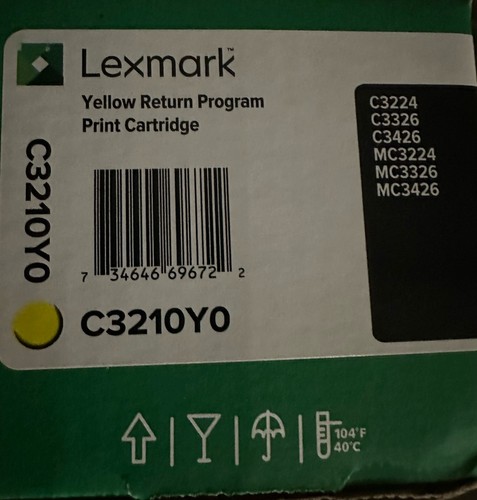 Lexmark™
Yellow Return Program
Print Cartridge
C3224
C3326
C3426
MC3224
MC3326
MC3426
C3210Y0
7 34646 69672 2
C3210Y0
104°F
40°C